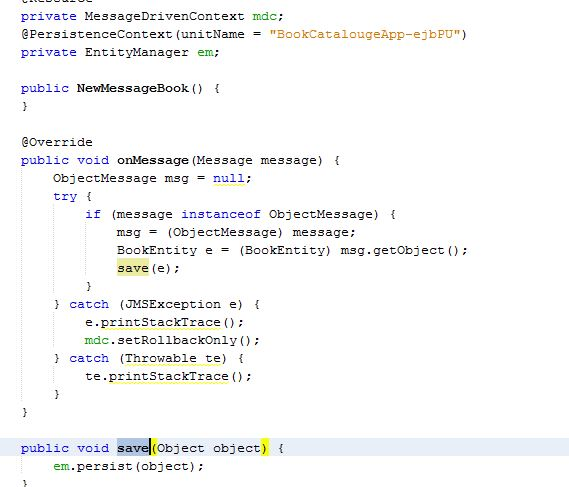 @Resource
private MessageDrivenContext mdc;
@PersistenceContext(unitName = "BookCatalougeApp-ejbPU")
private EntityManager em;

public NewMessageBook() {
}

@Override
public void onMessage(Message message) {
    ObjectMessage msg = null;
    try {
        if (message instanceof ObjectMessage) {
            msg = (ObjectMessage) message;
            BookEntity e = (BookEntity) msg.getObject();
            save(e);
        }
    } catch (JMSException e) {
        e.printStackTrace();
        mdc.setRollbackOnly();
    } catch (Throwable te) {
        te.printStackTrace();
    }
}

public void save(Object object) {
    em.persist(object);
}